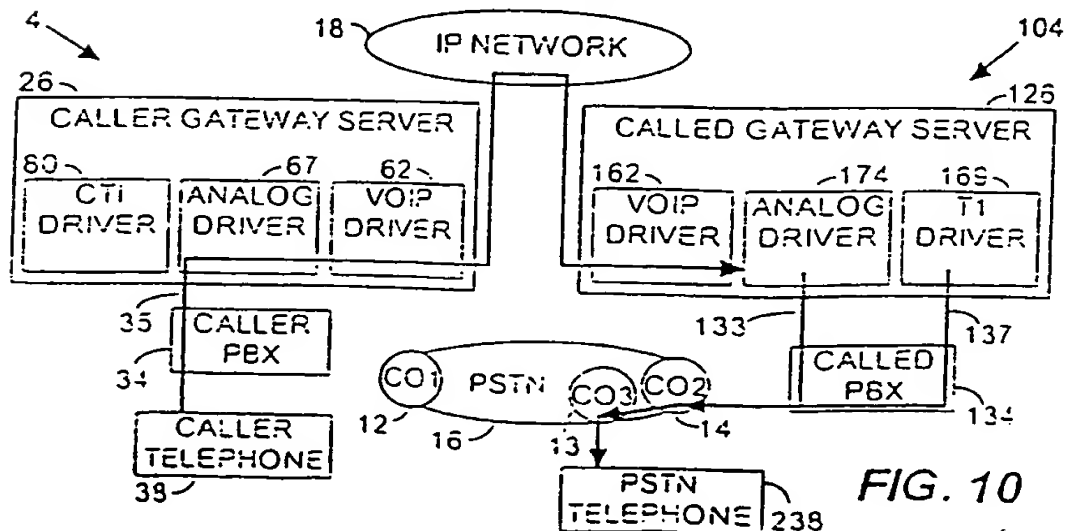 4
18
IP NETWORK
104
26
CALLER GATEWAY SERVER
126
CALLED GATEWAY SERVER
60
67
62
CTI DRIVER
ANALOG DRIVER
VOIP DRIVER
162
174
169
VOIP DRIVER
ANALOG DRIVER
T1 DRIVER
35
133
137
CALLER PBX
34
CALLED PBX
134
CO1
PSTN
CO3
CO2
12
16
13
14
CALLER TELEPHONE
38
PSTN TELEPHONE
238
FIG. 10